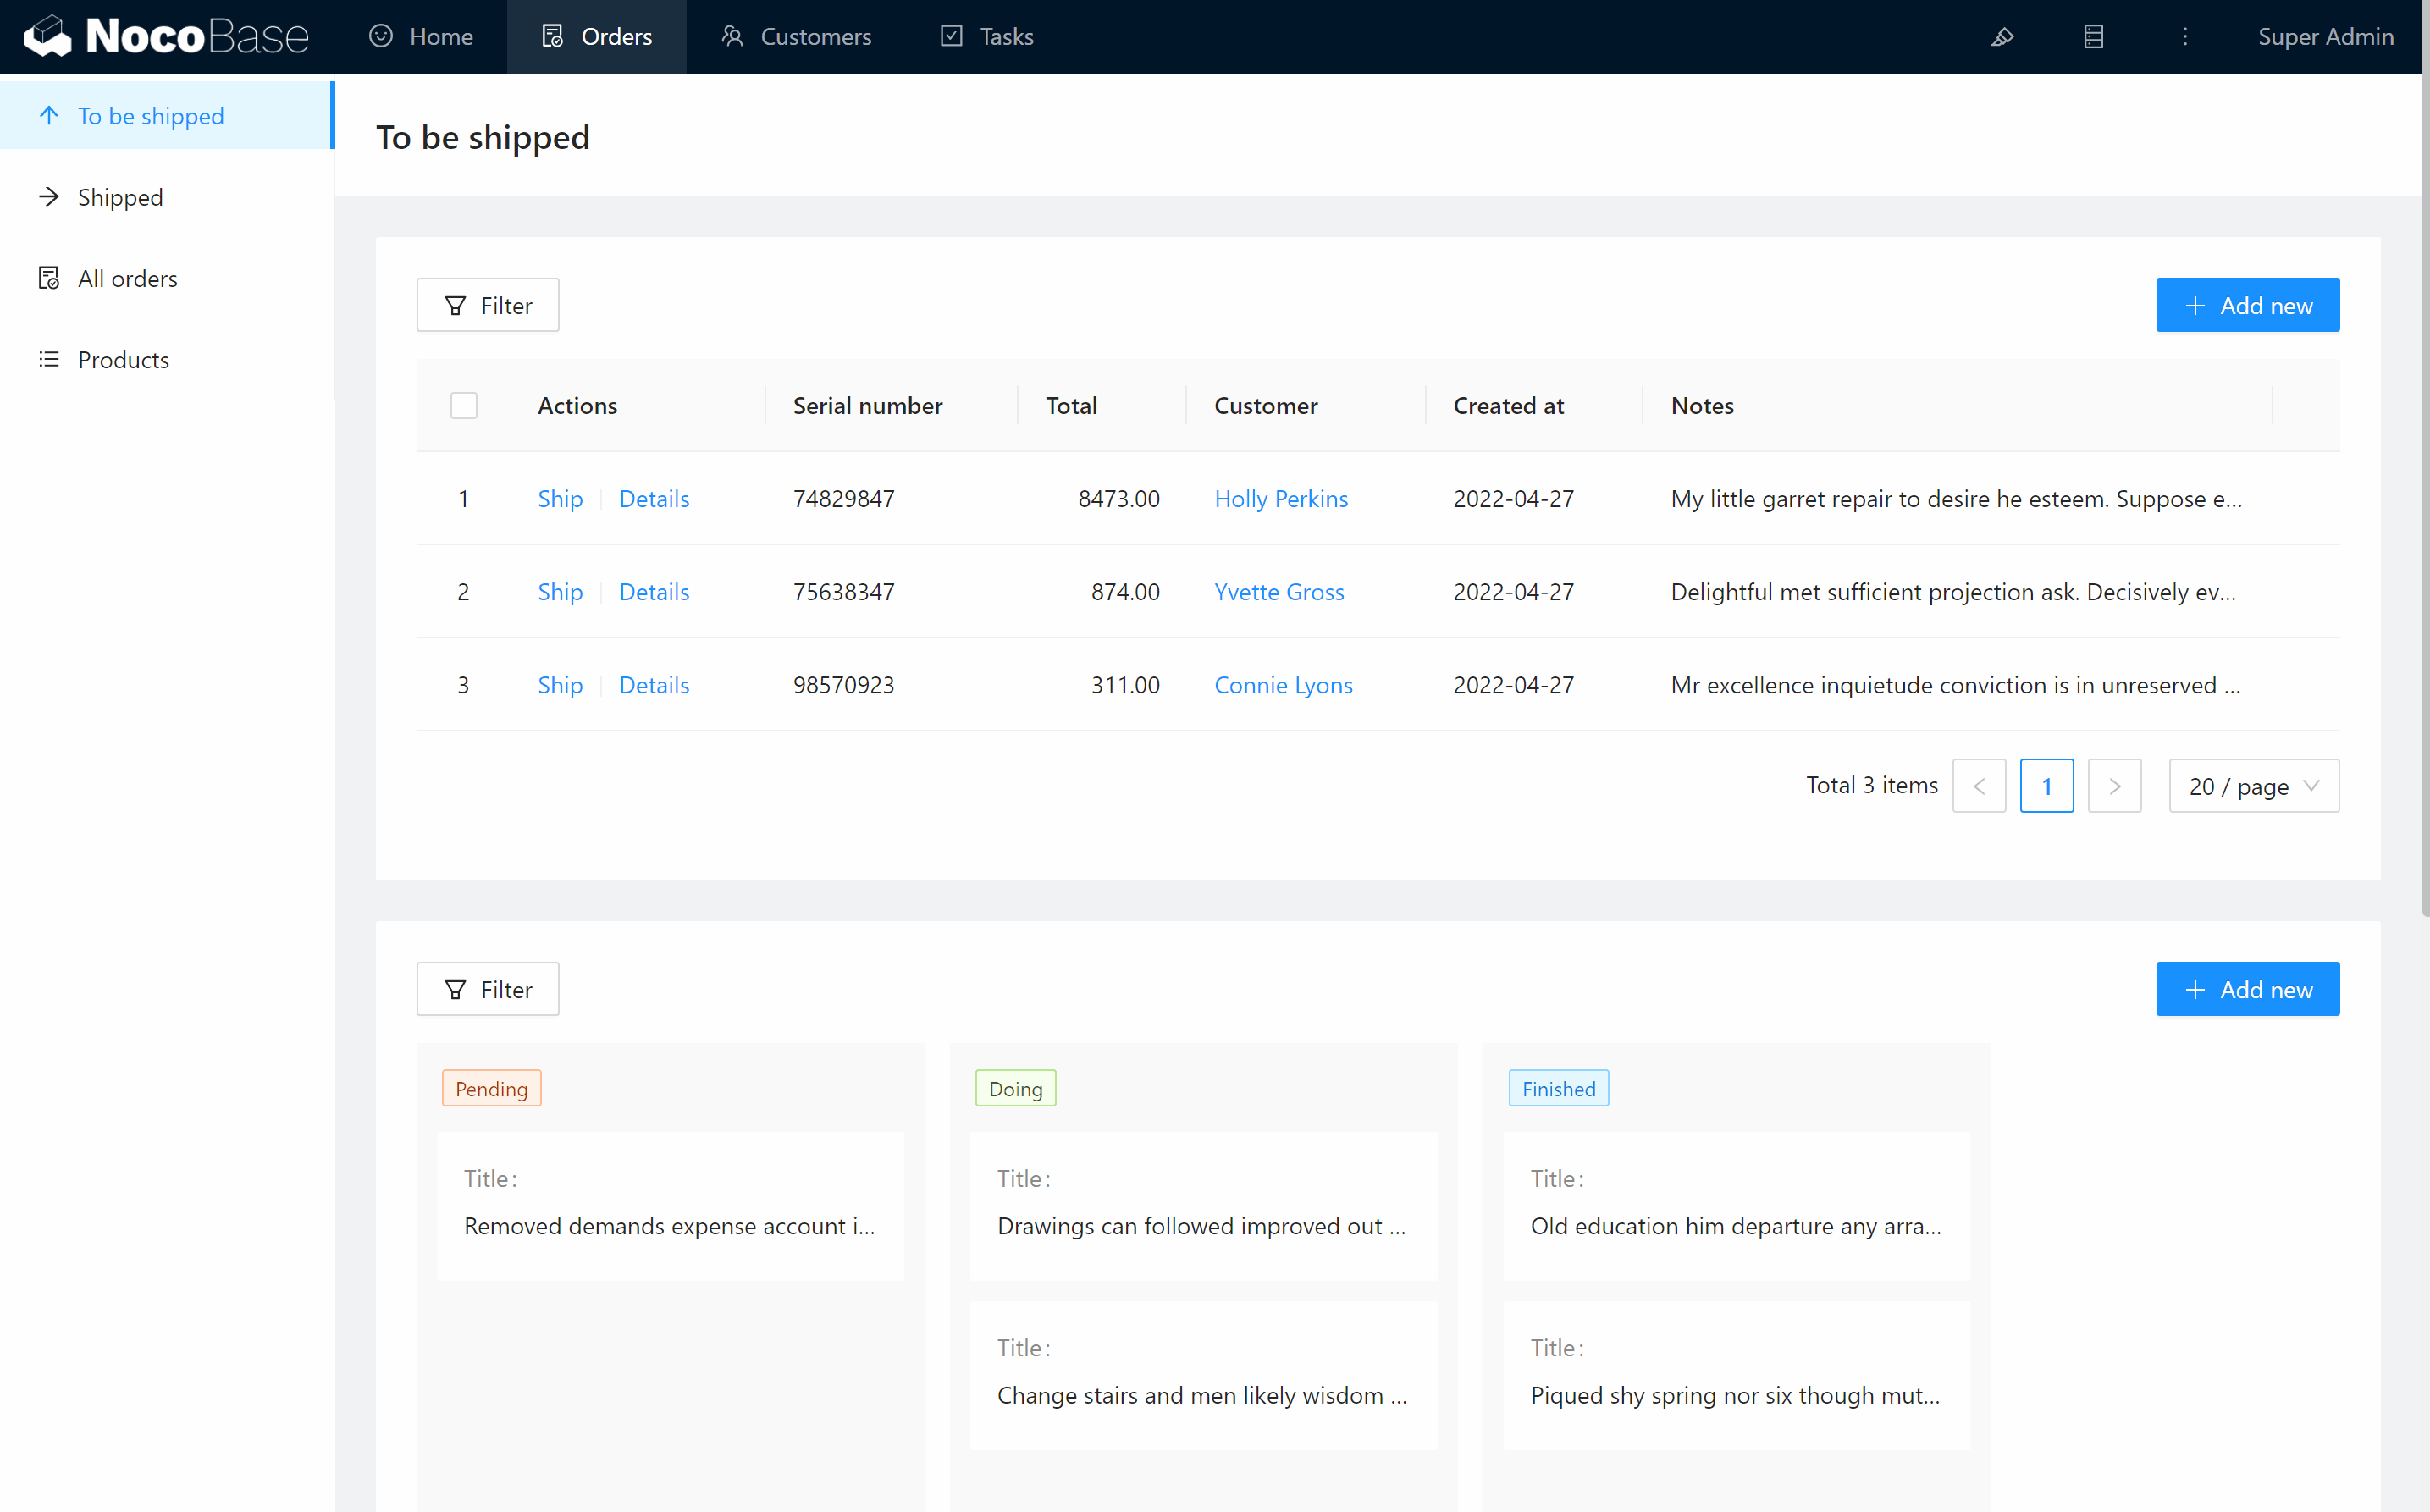 NocoBase Home Orders Customers Tasks Super Admin
To be shipped
Shipped
All orders
Products
To be shipped
Filter Add new
Actions Serial number Total Customer Created at Notes
1 Ship Details 74829847 8473.00 Holly Perkins 2022-04-27 My little garret repair to desire he esteem. Suppose e...
2 Ship Details 75638347 874.00 Yvette Gross 2022-04-27 Delightful met sufficient projection ask. Decisively ev...
3 Ship Details 98570923 311.00 Connie Lyons 2022-04-27 Mr excellence inquietude conviction is in unreserved ...
Total 3 items < 1 > 20 / page
Filter Add new
Pending
Title:
Removed demands expense account i...
Doing
Title:
Drawings can followed improved out ...
Title:
Change stairs and men likely wisdom ...
Finished
Title:
Old education him departure any arra...
Title:
Piqued shy spring nor six though mut...